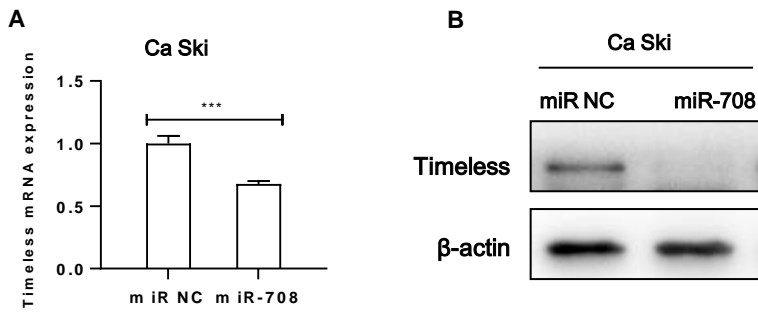 A
Ca Ski
Timeless mRNA expression
1.5
1.0
0.5
0.0
***
m iR NC m iR-708
B
Ca Ski
miR NC miR-708
Timeless
β-actin